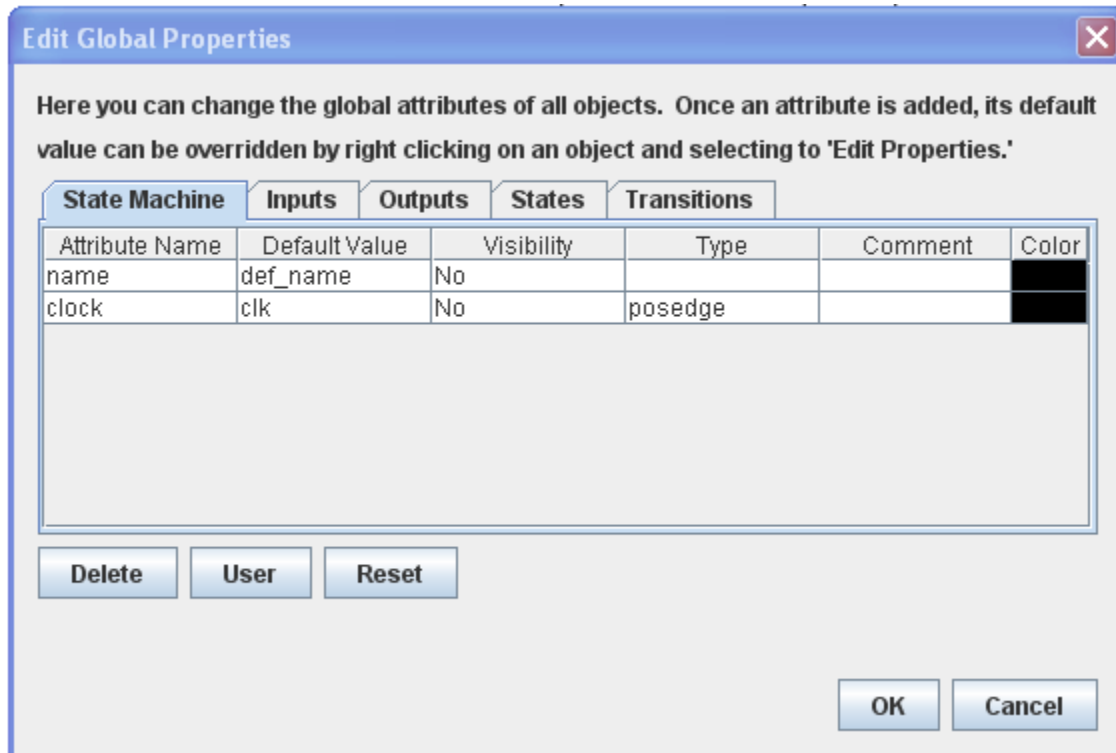 Edit Global Properties
Here you can change the global attributes of all objects.  Once an attribute is added, its default
value can be overridden by right clicking on an object and selecting to 'Edit Properties.'
State Machine Inputs Outputs States Transitions
Attribute Name Default Value Visibility Type Comment Color
name def_name No
clock clk No posedge
Delete User Reset
OK Cancel